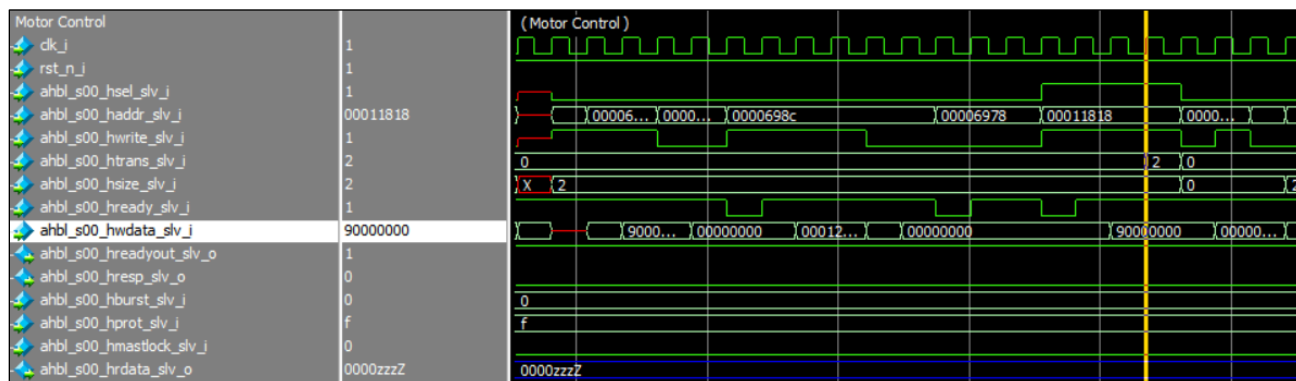 Motor Control ( Motor Control )
clk_i 1
rst_n_i 1
ahbl_s00_hsel_slv_i 1
ahbl_s00_haddr_slv_i 00011818 00006... 0000... 0000698c 00006978 00011818 0000...
ahbl_s00_hwrite_slv_i 1
ahbl_s00_htrans_slv_i 2 0 2 0
ahbl_s00_hsize_slv_i 2 X 2 0 2
ahbl_s00_hready_slv_i 1
ahbl_s00_hwdata_slv_i 90000000 9000... 00000000 00012... 00000000 90000000 00000...
ahbl_s00_hreadyout_slv_o 1
ahbl_s00_hresp_slv_o 0
ahbl_s00_hburst_slv_i 0 0
ahbl_s00_hprot_slv_i f f
ahbl_s00_hmastlock_slv_i 0
ahbl_s00_hrdata_slv_o 0000zzzZ 0000zzzZ